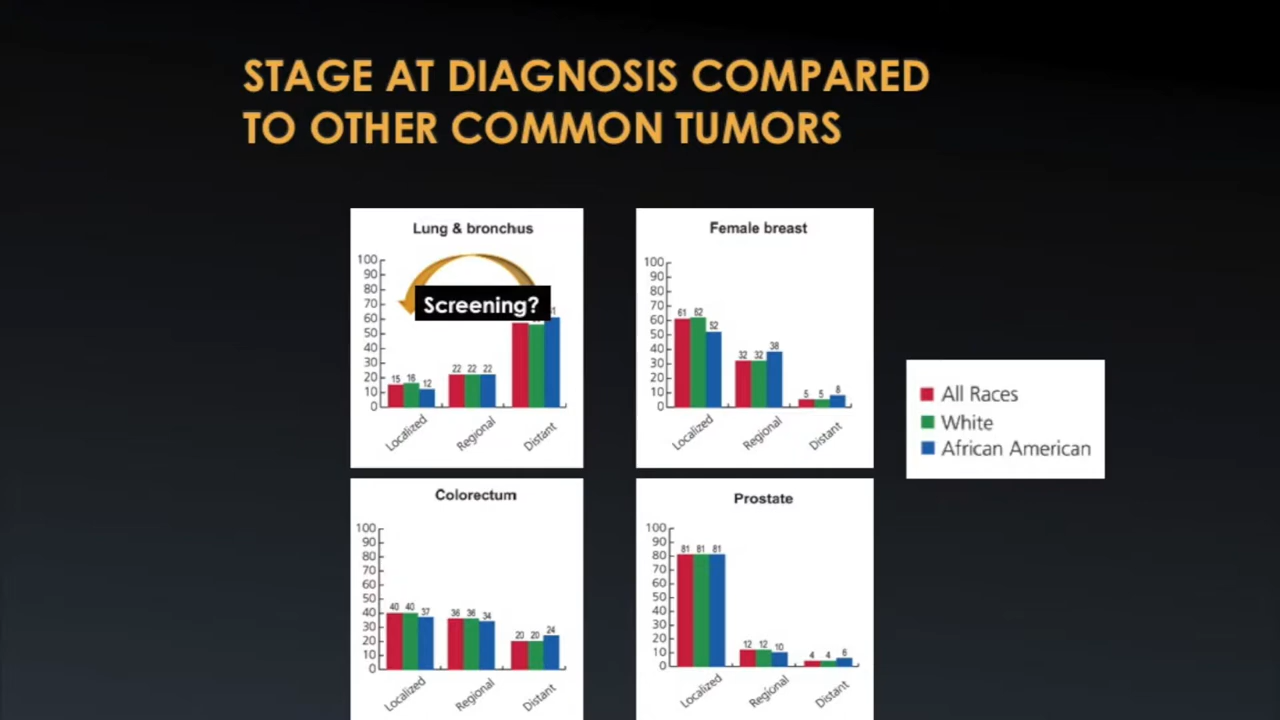 STAGE AT DIAGNOSIS COMPARED
TO OTHER COMMON TUMORS
Lung & bronchus
100
90
80
70
60
50
40
30
20
10
0
Screening?
15 16 12
22 22 22
Localized
Regional
Distant
Female breast
100
90
80
70
60
50
40
30
20
10
0
61 62 52
32 32 38
5 5 8
Localized
Regional
Distant
All Races
White
African American
Colorectum
100
90
80
70
60
50
40
30
20
10
0
40 40 37
36 36 34
20 20 24
Localized
Regional
Distant
Prostate
100
90
80
70
60
50
40
30
20
10
0
81 81 81
12 12 10
4 4 6
Localized
Regional
Distant